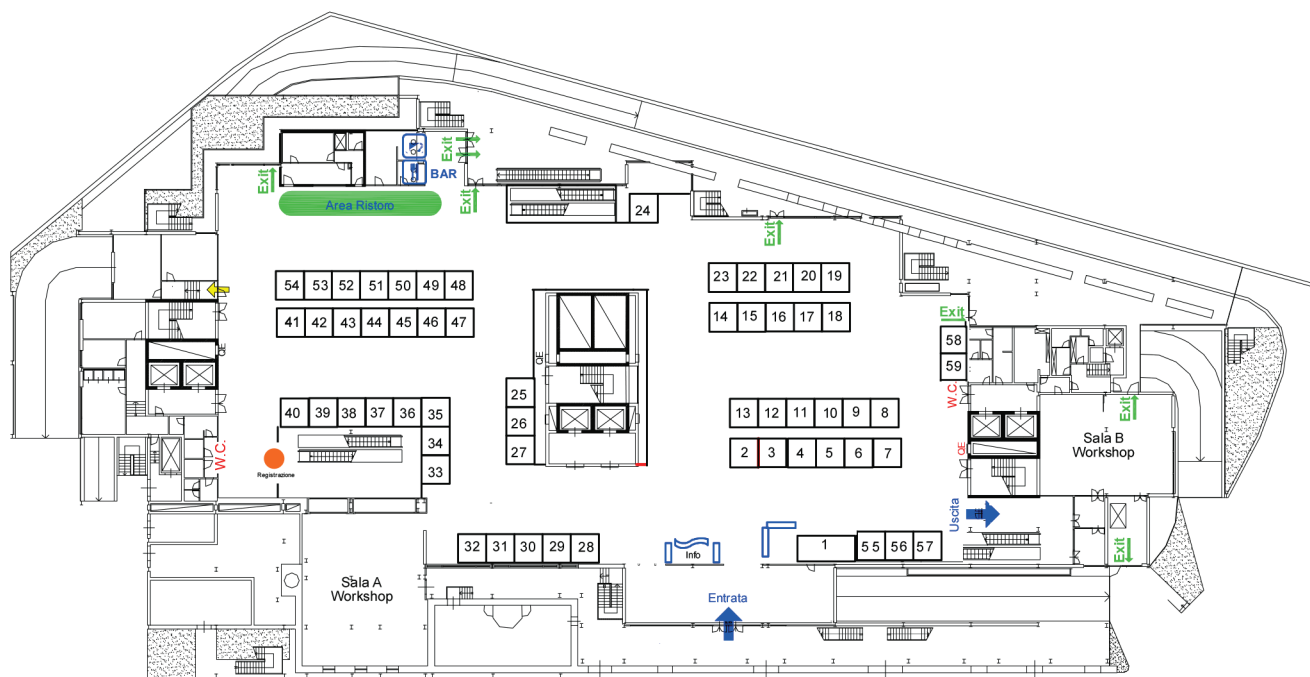 Exit
BAR
Exit
Area Ristoro
Exit
24
Exit
54 53 52 51 50 49 48
23 22 21 20 19
41 42 43 44 45 46 47
14 15 16 17 18
Exit
58
59
QE
QE
W.C.
25
26
27
40 39 38 37 36 35
34
33
13 12 11 10 9 8
2 3 4 5 6 7
Exit
Sala B
Workshop
W.C.
QE
Registrazione
Uscita
32 31 30 29 28
Info
1 55 56 57
Exit
Sala A
Workshop
Entrata